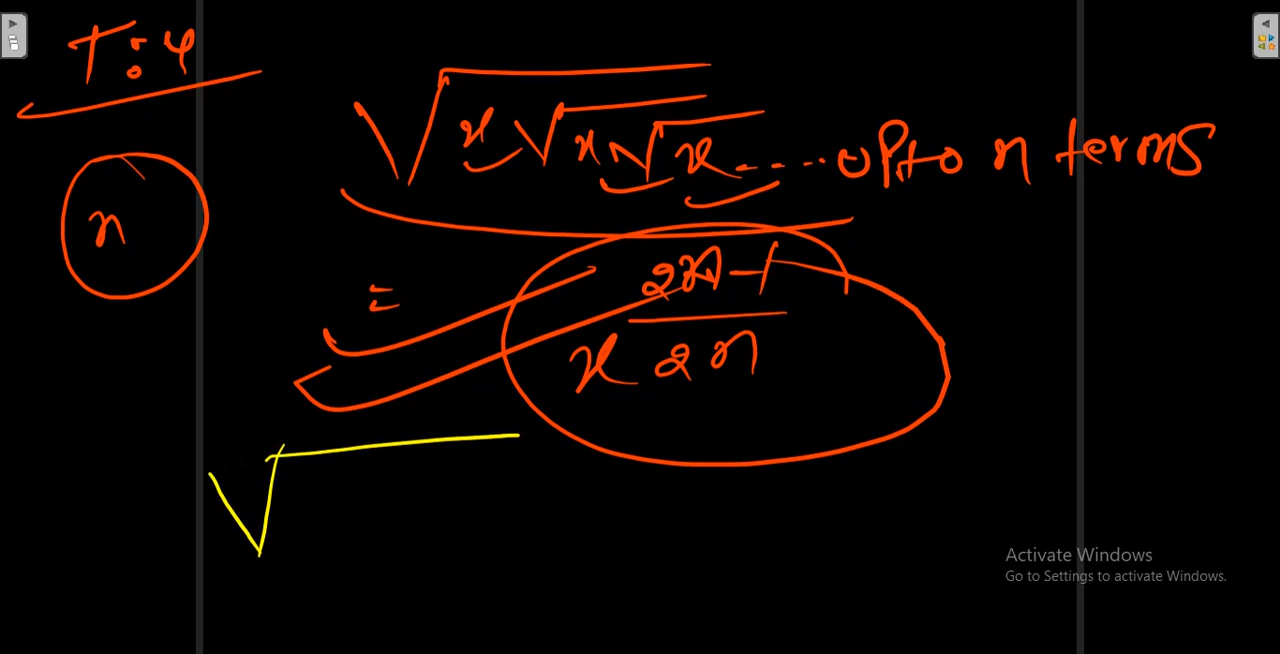 T:4
√x√x√x.... upto n terms
n
= x 2n-1
2n
√
Activate Windows
Go to Settings to activate Windows.